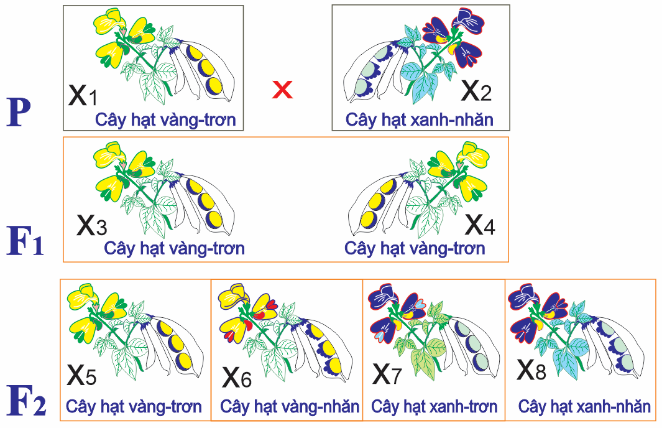 P
X1
Cây hạt vàng-trơn
x
X2
Cây hạt xanh-nhăn
F1
X3
Cây hạt vàng-trơn
X4
Cây hạt vàng-trơn
F2
X5
Cây hạt vàng-trơn
X6
Cây hạt vàng-nhăn
X7
Cây hạt xanh-trơn
X8
Cây hạt xanh-nhăn